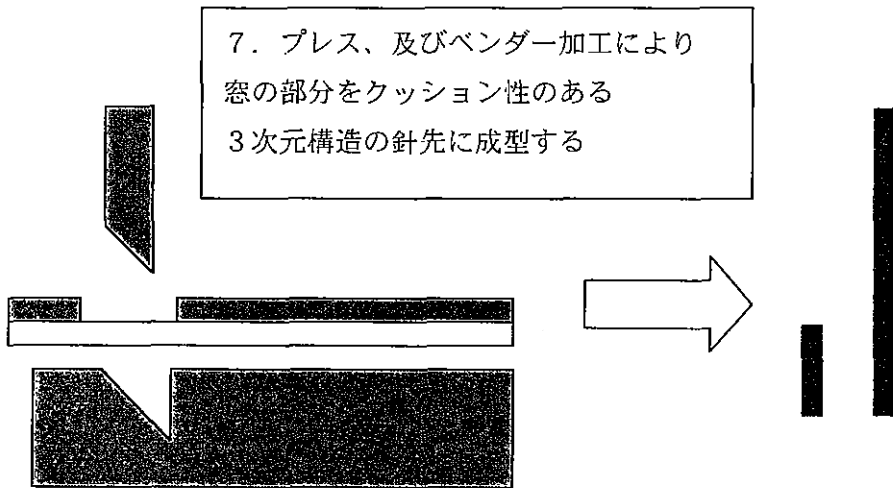 ７．プレス、及びベンダー加工により
窓の部分をクッション性のある
３次元構造の針先に成型する